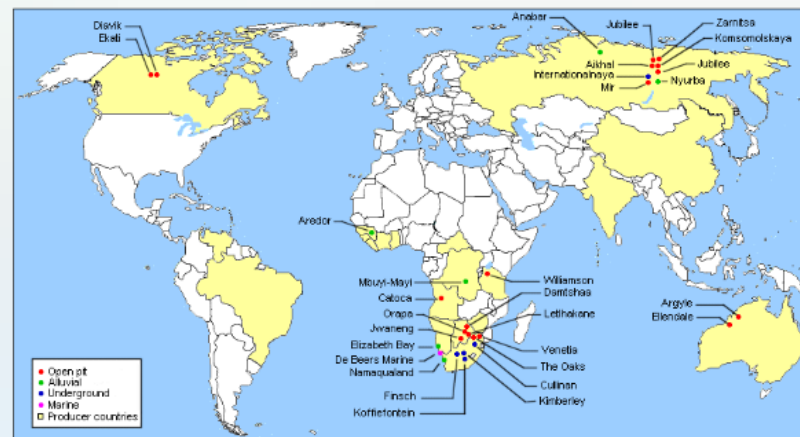 Diavik
Ekati
Anabar
Jubilee
Zarnitsa
Komsomolskaya
Aikhal
Jubilee
Internationalnaya
Nyurba
Mir
Aredor
Mbuyi-Mayi
Williamson
Catoca
Damtshaa
Orapa
Letlhakane
Jwaneng
Elizabeth Bay
Venetia
De Beers Marine
The Oaks
Namaqualand
Cullinan
Finsch
Kimberley
Koffiefontein
Argyle
Ellendale
Open pit
Alluvial
Underground
Marine
Producer countries